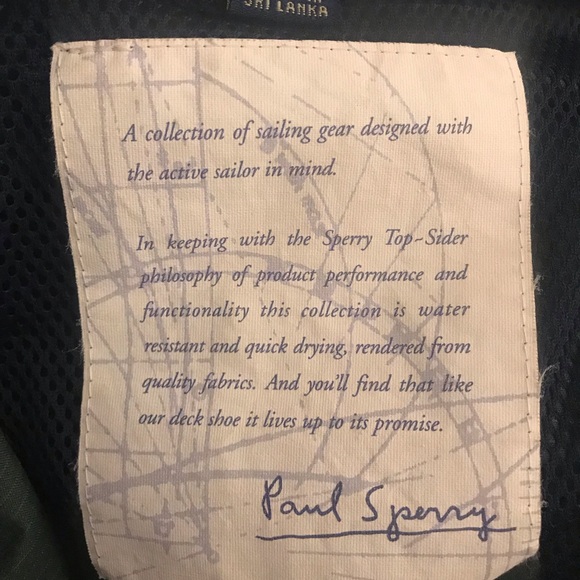 SRI LANKA
A collection of sailing gear designed with
the active sailor in mind.
In keeping with the Sperry Top-Sider
philosophy of product performance and
functionality this collection is water
resistant and quick drying, rendered from
quality fabrics. And you'll find that like
our deck shoe it lives up to its promise.
Paul Sperry